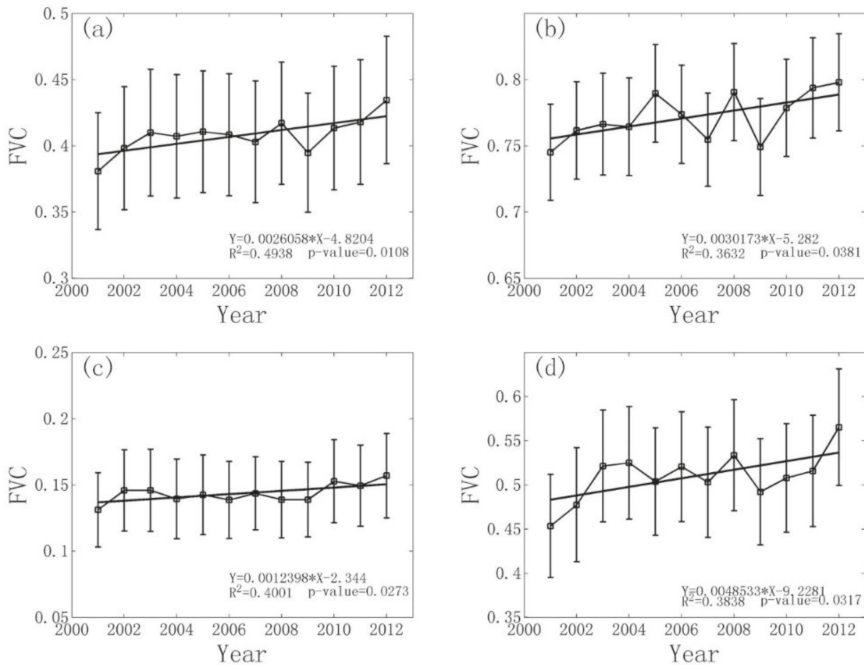 (a)
0.5
0.45
0.4
0.35
0.3
FVC
Y=0.0026058*X-4.8204
R²=0.4938 p-value=0.0108
2000 2002 2004 2006 2008 2010 2012
Year
(b)
0.8
0.75
0.7
0.65
FVC
Y=0.0030173*X-5.282
R²=0.3632 p-value=0.0381
2000 2002 2004 2006 2008 2010 2012
Year
(c)
0.25
0.2
0.15
0.1
0.05
FVC
Y=0.0012398*X-2.344
R²=0.4001 p-value=0.0273
2000 2002 2004 2006 2008 2010 2012
Year
(d)
0.6
0.55
0.5
0.45
0.4
0.35
FVC
Y=0.0048533*X-9.2281
R²=0.3838 p-value=0.0317
2000 2002 2004 2006 2008 2010 2012
Year